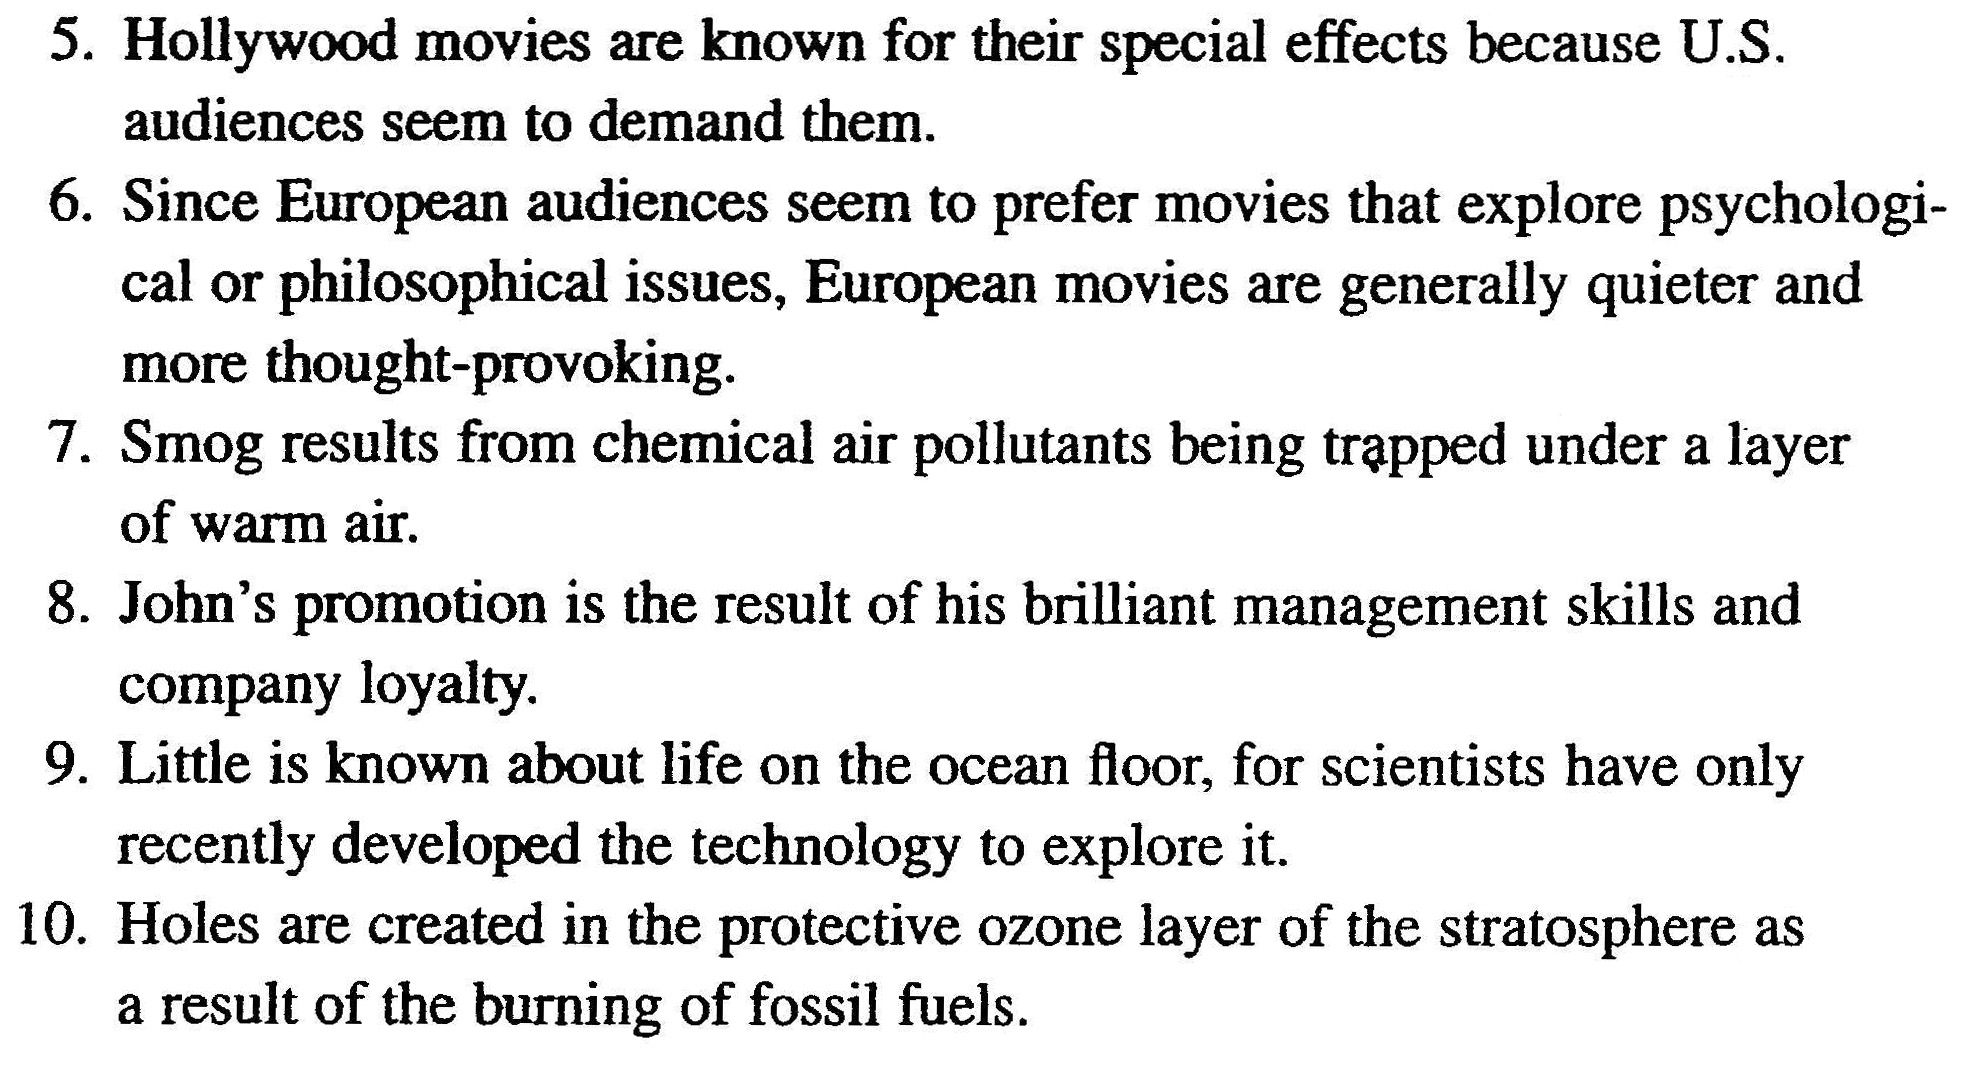 5. Hollywood movies are known for their special effects because U.S.
audiences seem to demand them.
6. Since European audiences seem to prefer movies that explore psychologi-
cal or philosophical issues, European movies are generally quieter and
more thought-provoking.
7. Smog results from chemical air pollutants being trapped under a layer
of warm air.
8. John's promotion is the result of his brilliant management skills and
company loyalty.
9. Little is known about life on the ocean floor, for scientists have only
recently developed the technology to explore it.
10. Holes are created in the protective ozone layer of the stratosphere as
a result of the burning of fossil fuels.